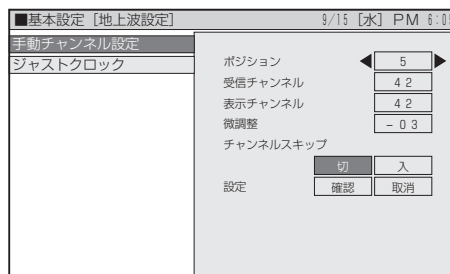 ■基本設定［地上波設定］ 9/15［水］PM 6:05
手動チャンネル設定
ジャストクロック
ポジション ◀ 5 ▶
受信チャンネル 42
表示チャンネル 42
微調整 －03
チャンネルスキップ
切 入
設定 確認 取消